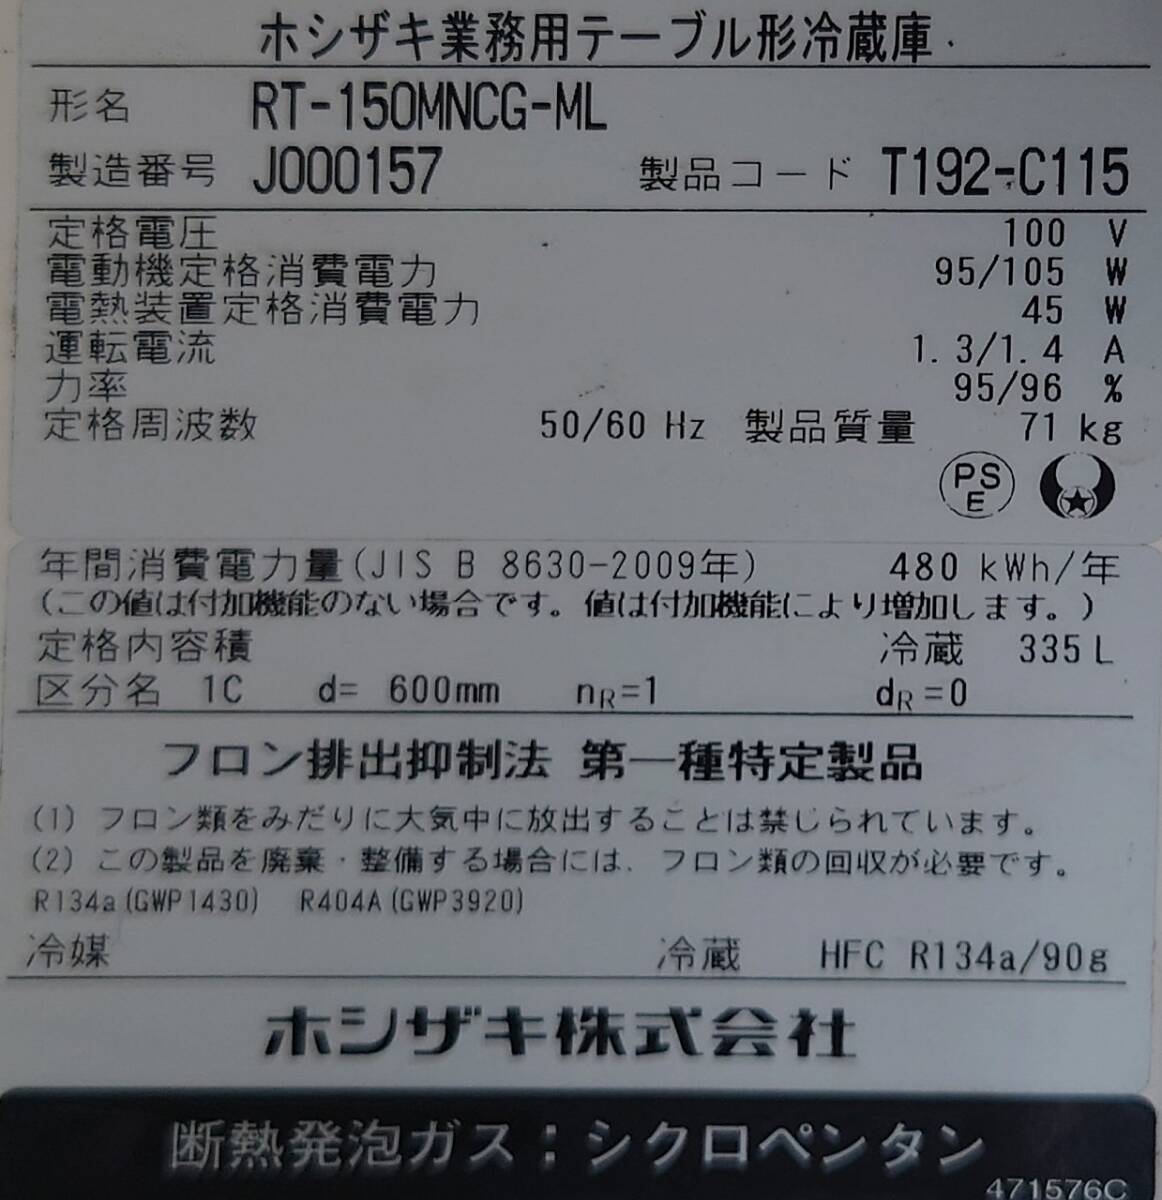 ホシザキ業務用テーブル形冷蔵庫
形名 RT-150MNCG-ML
製造番号 J000157 製品コード T192-C115
定格電圧 100 V
電動機定格消費電力 95/105 W
電熱装置定格消費電力 45 W
運転電流 1.3/1.4 A
力率 95/96 %
定格周波数 50/60 Hz 製品質量 71 kg
PSE
年間消費電力量(JIS B 8630-2009年) 480 kWh/年
(この値は付加機能のない場合です。値は付加機能により増加します。)
定格内容積 冷蔵 335L
区分名 1C d= 600mm nR=1 dR=0
フロン排出抑制法 第一種特定製品
(1) フロン類をみだりに大気中に放出することは禁じられています。
(2) この製品を廃棄・整備する場合には、フロン類の回収が必要です。
R134a(GWP1430) R404A(GWP3920)
冷媒 冷蔵 HFC R134a/90g
ホシザキ株式会社
断熱発泡ガス：シクロペンタン
471576C